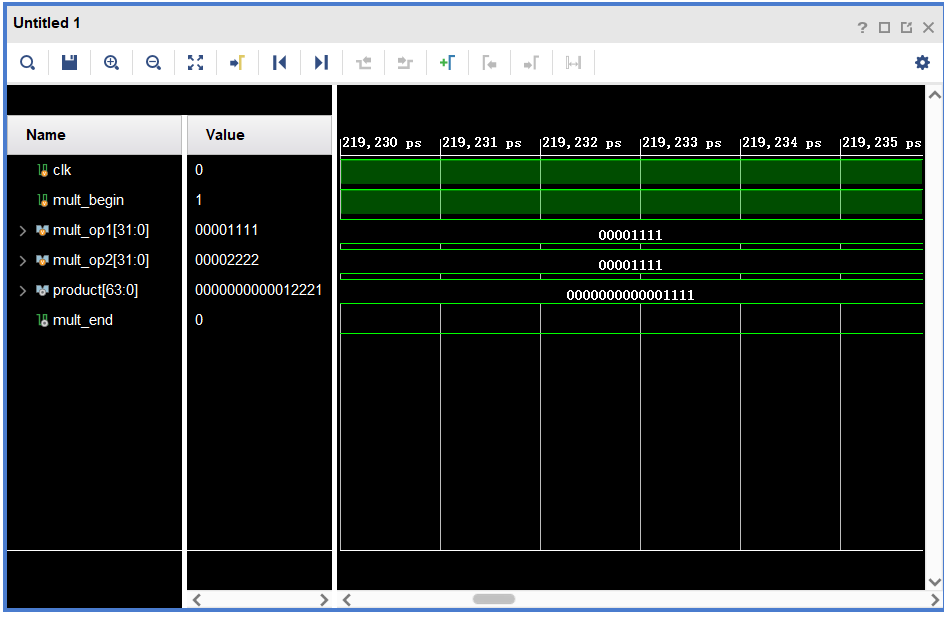 Untitled 1
?
Name Value
219,230 ps 219,231 ps 219,232 ps 219,233 ps 219,234 ps 219,235 ps
clk 0
mult_begin 1
mult_op1[31:0] 00001111 00001111
mult_op2[31:0] 00002222 00001111
product[63:0] 0000000000012221 0000000000001111
mult_end 0